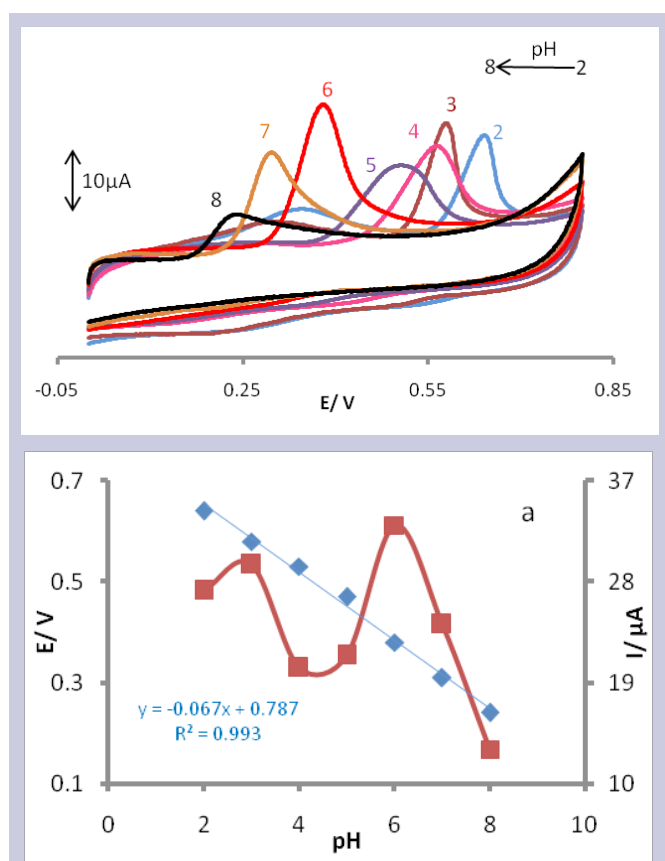 pH
8 2
6
3
7 4 2
5
10µA
8
-0.05 0.25 0.55 0.85
E/ V
0.7 37
a
0.5 28
E/ V I/ µA
0.3 19
y = -0.067x + 0.787
R² = 0.993
0.1 10
0 2 4 6 8 10
pH